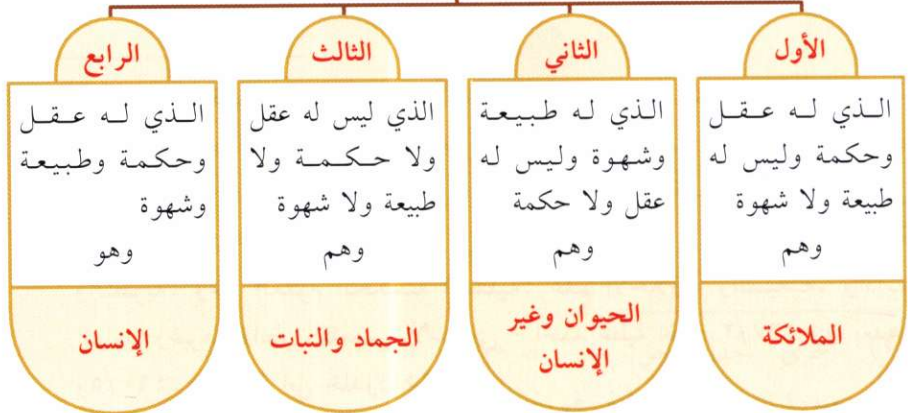 الأول
الذي له عقل
وحكمة وليس له
طبيعة ولا شهوة
وهم
الملائكة
الثاني
الذي له طبيعة
وشهوة وليس له
عقل ولا حكمة
وهم
الحيوان وغير
الإنسان
الثالث
الذي ليس له عقل
ولا حكمة ولا
طبيعة ولا شهوة
وهم
الجماد والنبات
الرابع
الذي له عقل
وحكمة وطبيعة
وشهوة
وهو
الإنسان